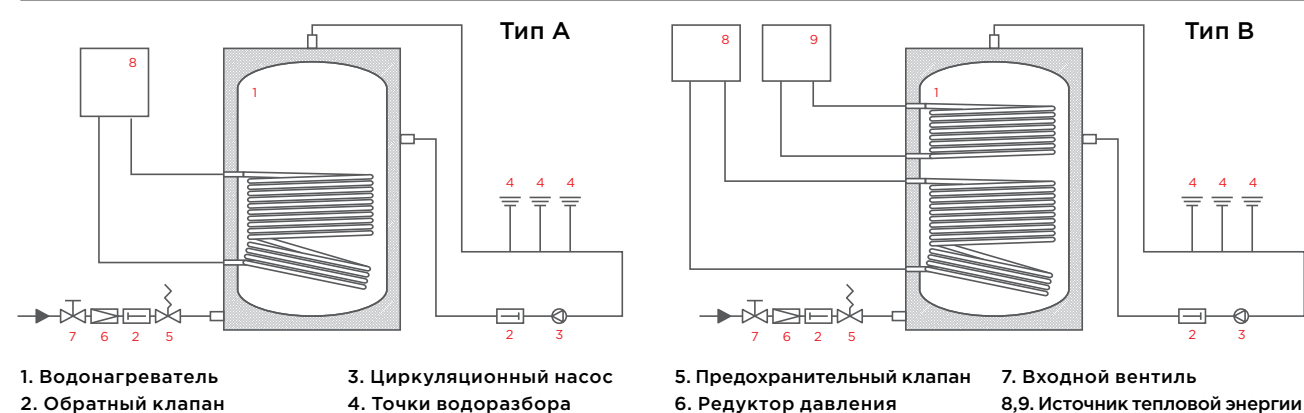 Тип А
8
1
4 4 4
7 6 2 5
2 3
Тип В
8 9
1
4 4 4
7 6 2 5
2 3
1. Водонагреватель
2. Обратный клапан
3. Циркуляционный насос
4. Точки водоразбора
5. Предохранительный клапан
6. Редуктор давления
7. Входной вентиль
8,9. Источник тепловой энергии